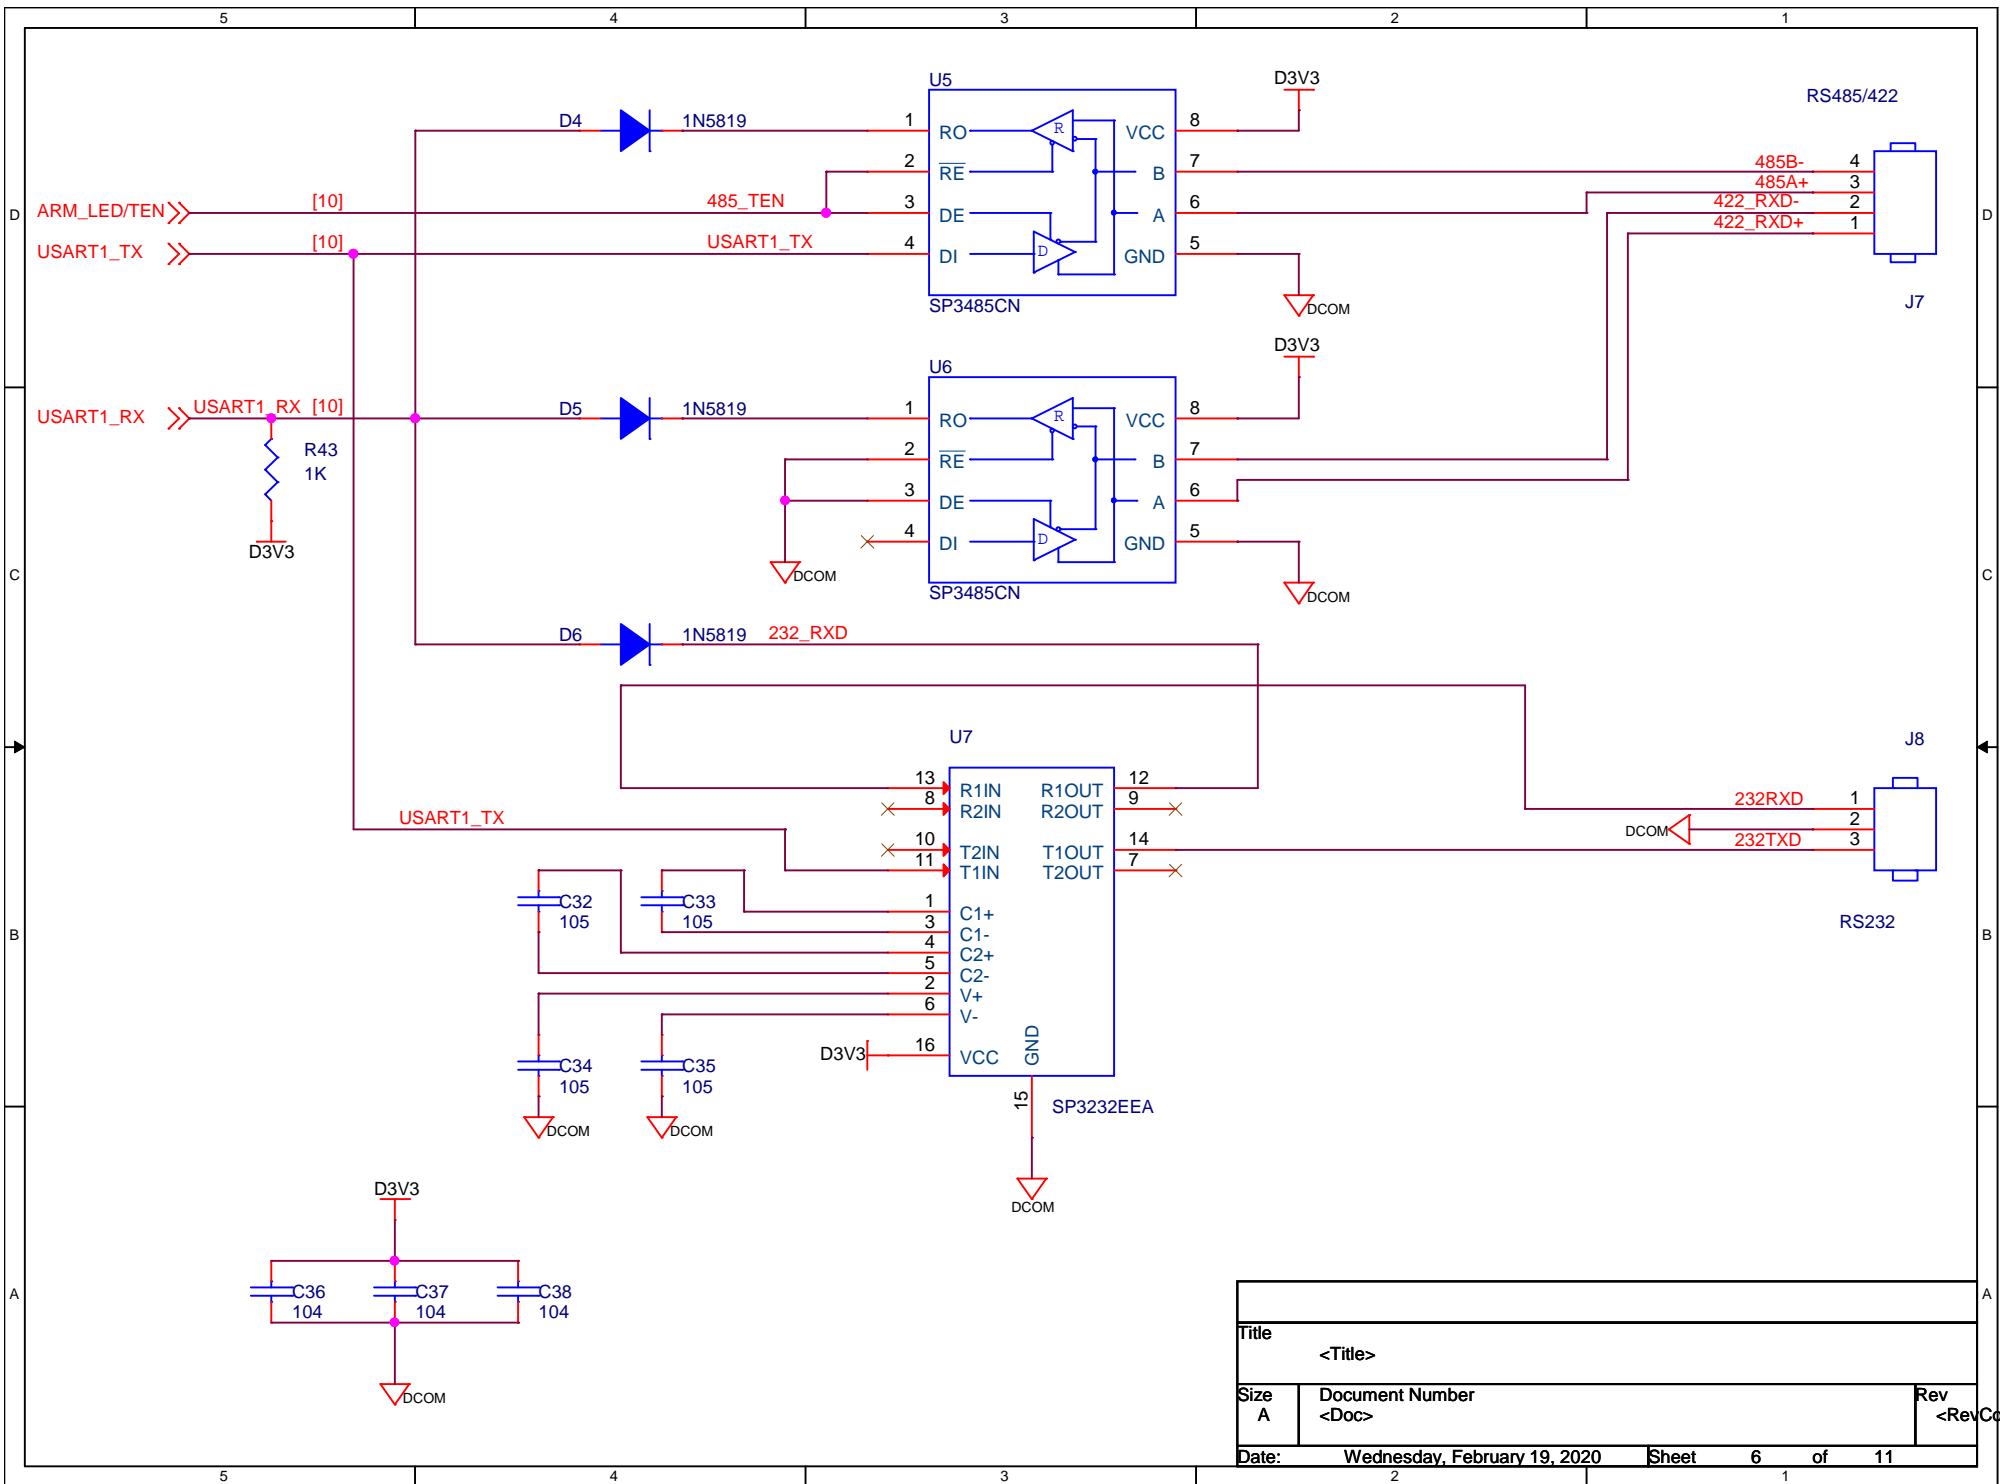 5 4 3 2 1
D
D
C
C
B
B
A
A
5 4 3 2 1
ARM_LED/TEN
[10]
485_TEN
USART1_TX
[10]
USART1_TX
USART1_RX
USART1_RX [10]
R43
1K
D3V3
D4
1N5819
D5
1N5819
D6
1N5819
232_RXD
U5
1 RO
2 RE
3 DE
4 DI
R
D
VCC 8
B 7
A 6
GND 5
SP3485CN
D3V3
DCOM
RS485/422
485B- 4
485A+ 3
422_RXD- 2
422_RXD+ 1
J7
U6
1 RO
2 RE
3 DE
4 DI
R
D
VCC 8
B 7
A 6
GND 5
SP3485CN
D3V3
DCOM
DCOM
U7
13 R1IN
8 R2IN
10 T2IN
11 T1IN
1 C1+
3 C1-
4 C2+
5 C2-
2 V+
6 V-
16 VCC
R1OUT 12
R2OUT 9
T1OUT 14
T2OUT 7
GND
15
SP3232EEA
D3V3
DCOM
USART1_TX
C32
105
C33
105
C34
105
C35
105
DCOM
DCOM
J8
232RXD 1
DCOM 2
232TXD 3
RS232
D3V3
C36
104
C37
104
C38
104
DCOM
Title
<Title>
Size
A
Document Number
<Doc>
Rev
<RevCo
Date: Wednesday, February 19, 2020 Sheet 6 of 11